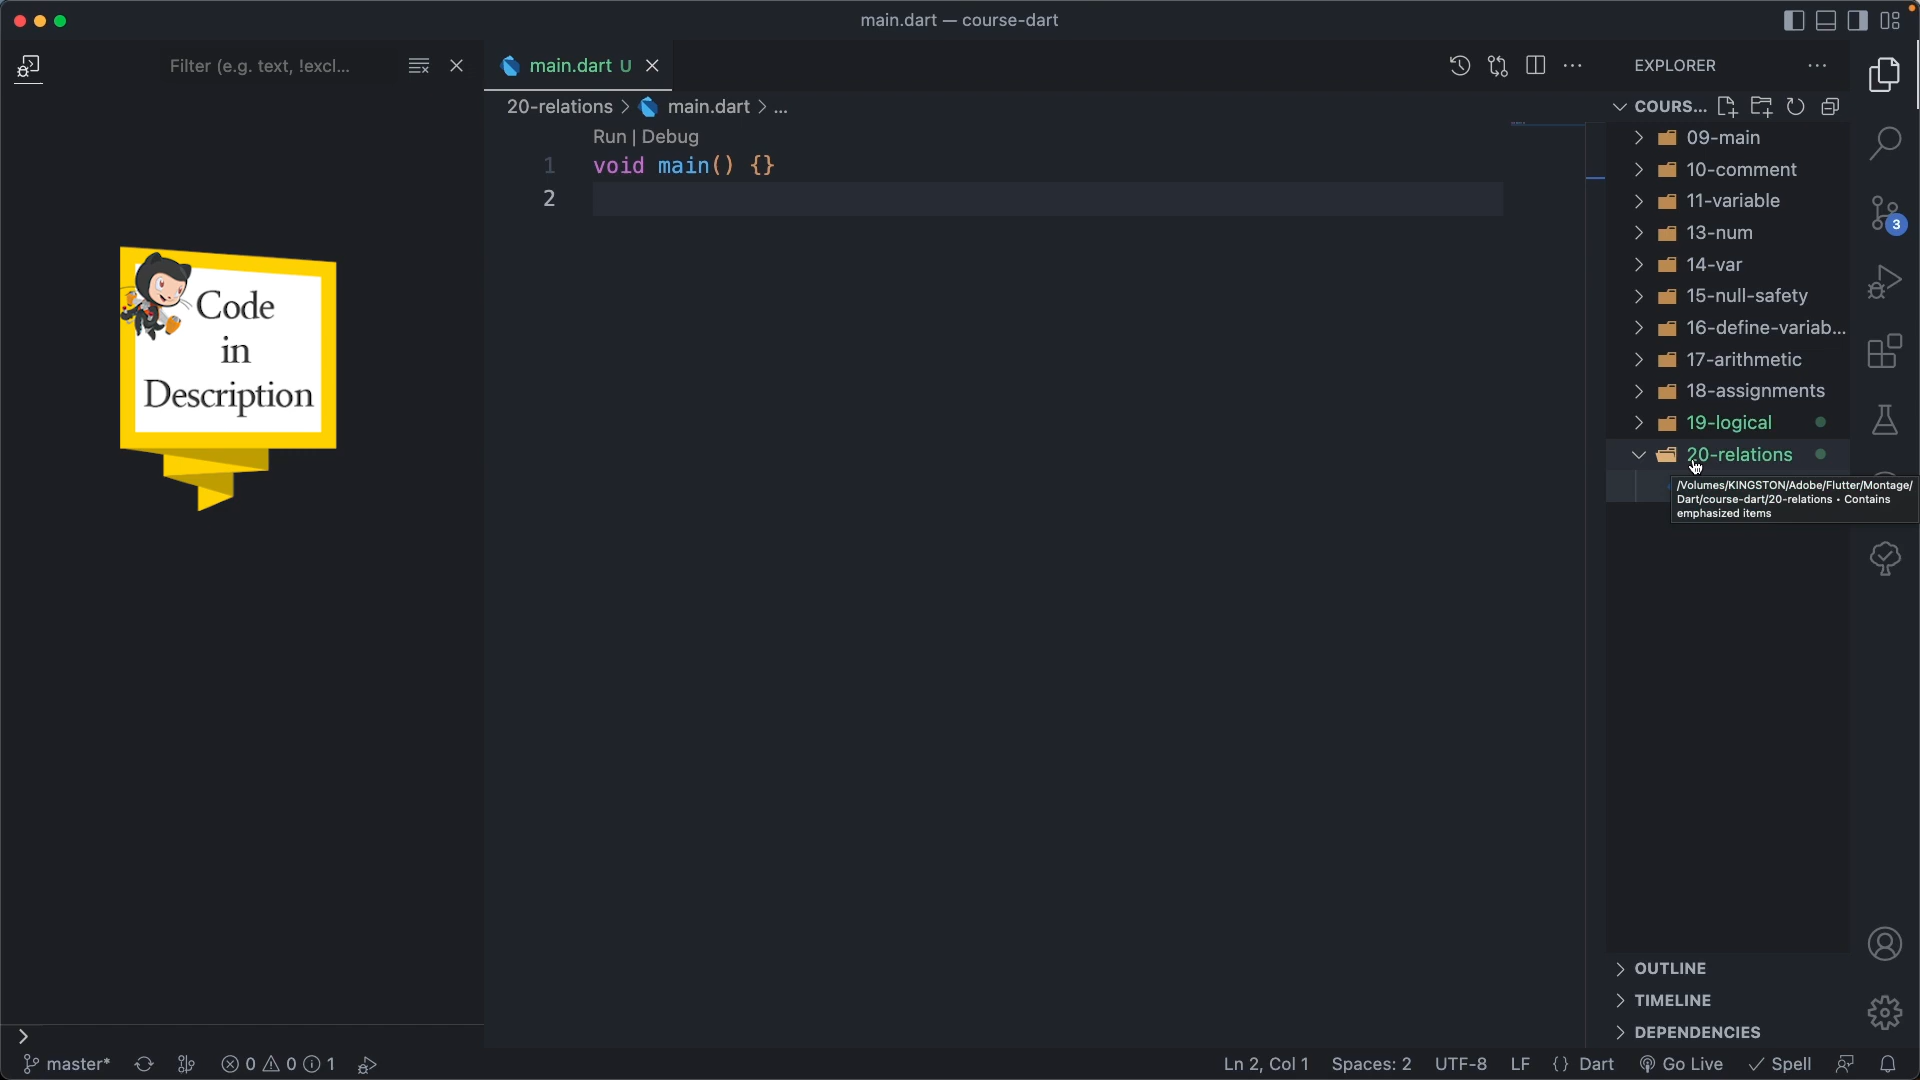 main.dart — course-dart
Filter (e.g. text, !excl...
main.dart U
EXPLORER
20-relations > main.dart > ...
COURS...
Run | Debug
1 void main() {}
2
09-main
10-comment
11-variable
13-num
14-var
15-null-safety
16-define-variab...
17-arithmetic
18-assignments
19-logical
20-relations
/Volumes/KINGSTON/Adobe/Flutter/Montage/
Dart/course-dart/20-relations • Contains
emphasized items
3
Code
in
Description
OUTLINE
TIMELINE
DEPENDENCIES
master* 0 0 1 Ln 2, Col 1 Spaces: 2 UTF-8 LF {} Dart Go Live Spell